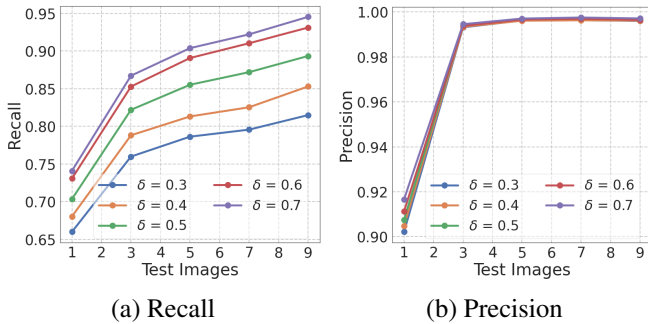 0.95
0.90
0.85
0.80
0.75
0.70
0.65
Recall
δ = 0.3
δ = 0.4
δ = 0.5
δ = 0.6
δ = 0.7
1 2 3 4 5 6 7 8 9
Test Images
(a) Recall
1.00
0.98
0.96
0.94
0.92
0.90
Precision
δ = 0.3
δ = 0.4
δ = 0.5
δ = 0.6
δ = 0.7
1 2 3 4 5 6 7 8 9
Test Images
(b) Precision